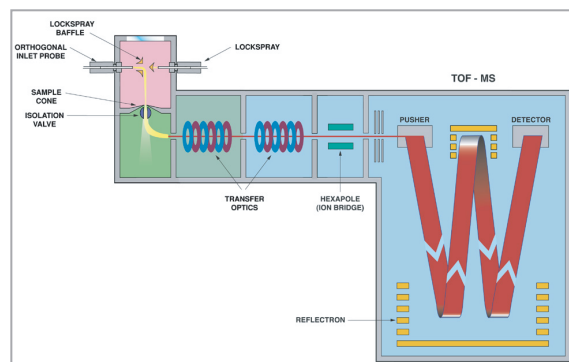 LOCKSPRAY
BAFFLE
ORTHOGONAL
INLET PROBE
LOCKSPRAY
SAMPLE
CONE
ISOLATION
VALVE
TRANSFER
OPTICS
HEXAPOLE
(ION BRIDGE)
TOF - MS
PUSHER
DETECTOR
REFLECTRON